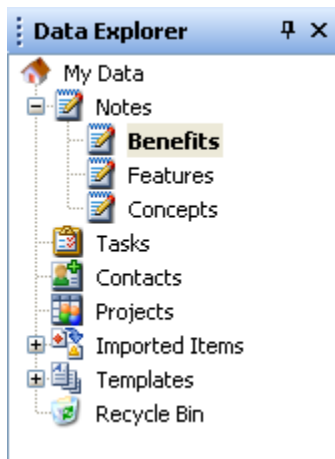 Data Explorer
My Data
Notes
Benefits
Features
Concepts
Tasks
Contacts
Projects
Imported Items
Templates
Recycle Bin